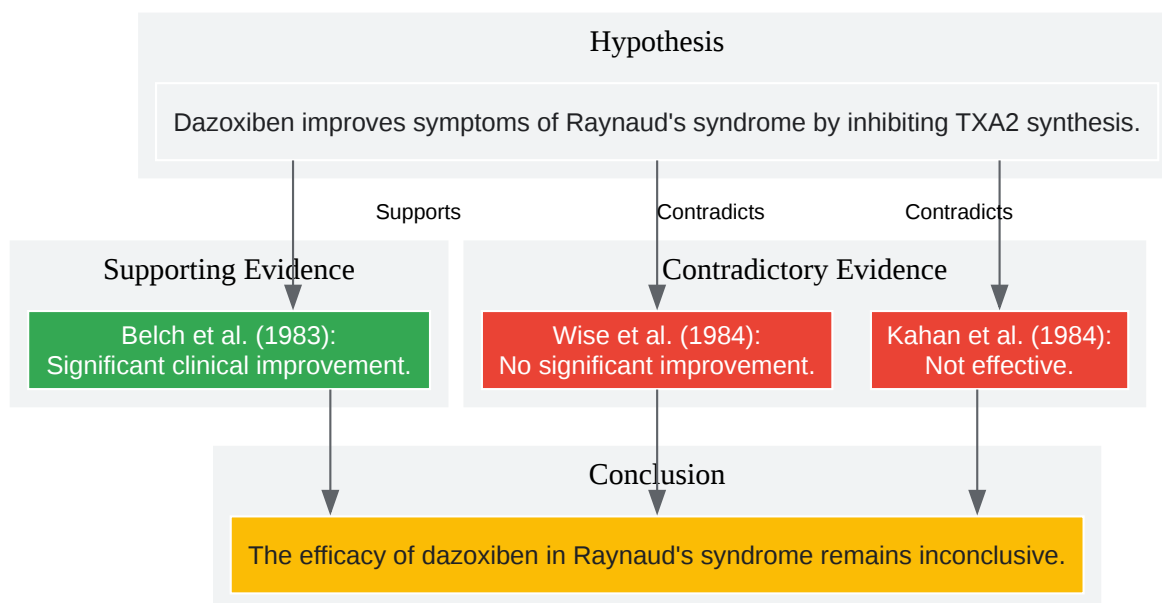 Hypothesis
Dazoxiben improves symptoms of Raynaud's syndrome by inhibiting TXA2 synthesis.
Supports
Contradicts
Contradicts
Supporting Evidence
Contradictory Evidence
Belch et al. (1983):
Significant clinical improvement.
Wise et al. (1984):
No significant improvement.
Kahan et al. (1984):
Not effective.
Conclusion
The efficacy of dazoxiben in Raynaud's syndrome remains inconclusive.